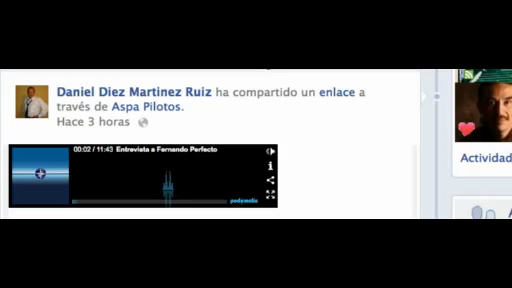 Daniel Diez Martinez Ruiz ha compartido un enlace a
través de Aspa Pilotos.
Hace 3 horas
00:02 / 11:43 Entrevista a Fernando Perfecto
Actividad